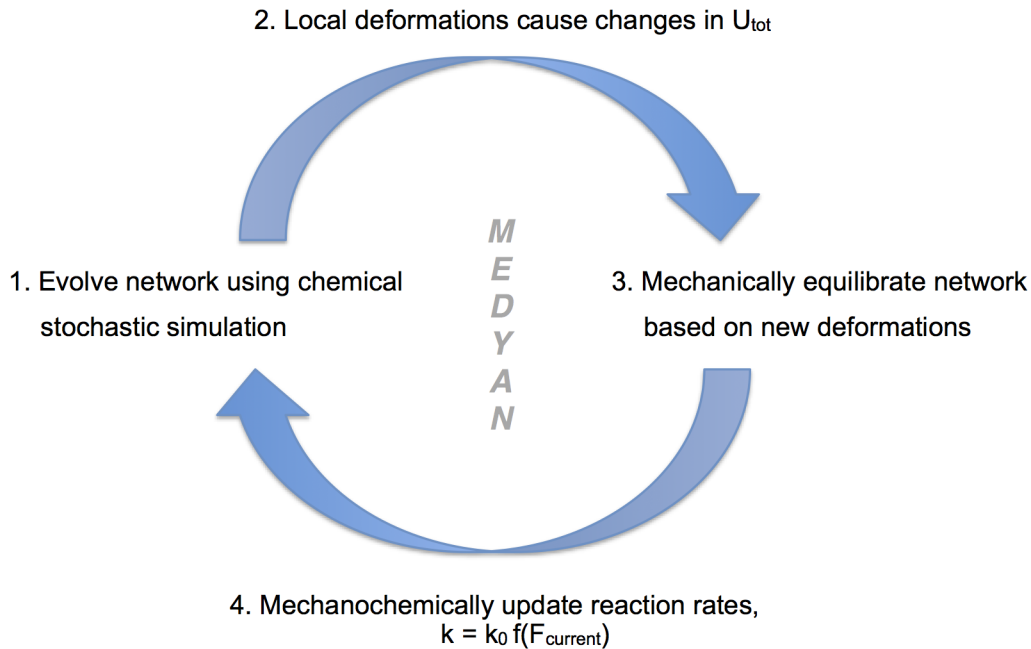 2. Local deformations cause changes in Utot
M
E
D
Y
A
N
1. Evolve network using chemical
stochastic simulation
3. Mechanically equilibrate network
based on new deformations
4. Mechanochemically update reaction rates,
k = k0 f(Fcurrent)